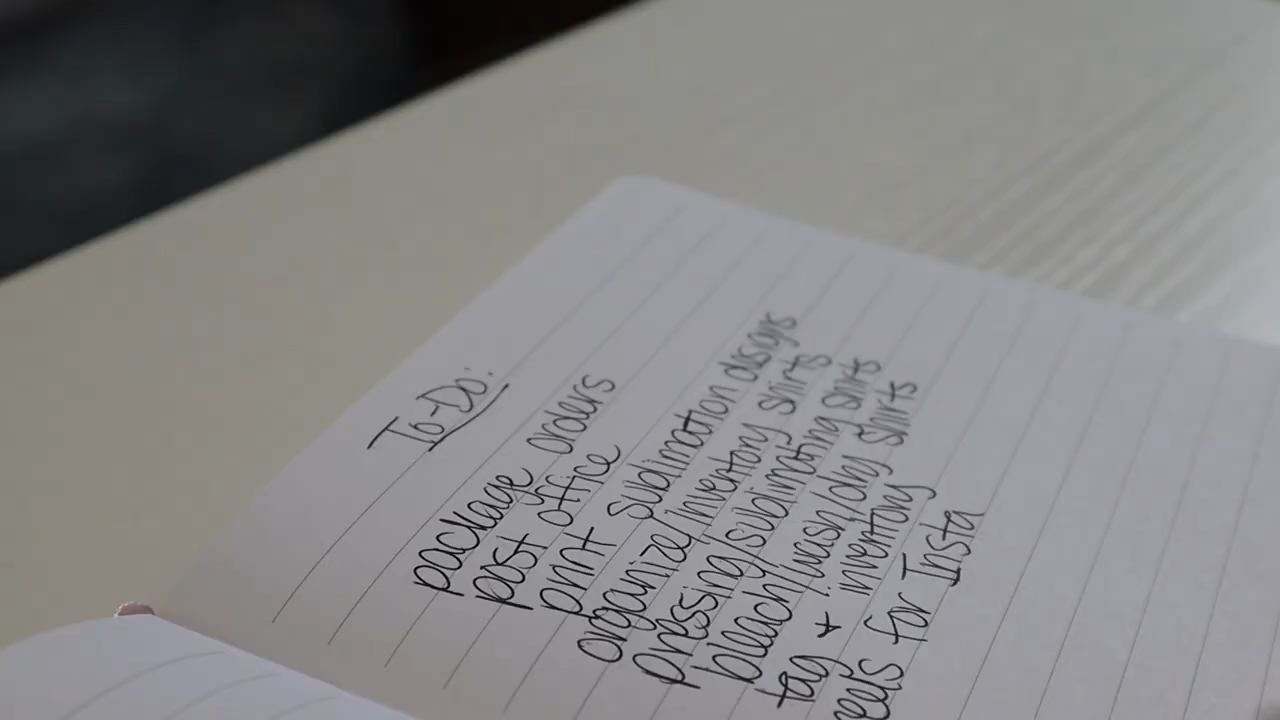 To-Do:
package orders
post office
print sublimation designs
organize/inventory shirts
pressing/sublimating shirts
bleach/wash/dry shirts
tag + inventory
reels for Insta